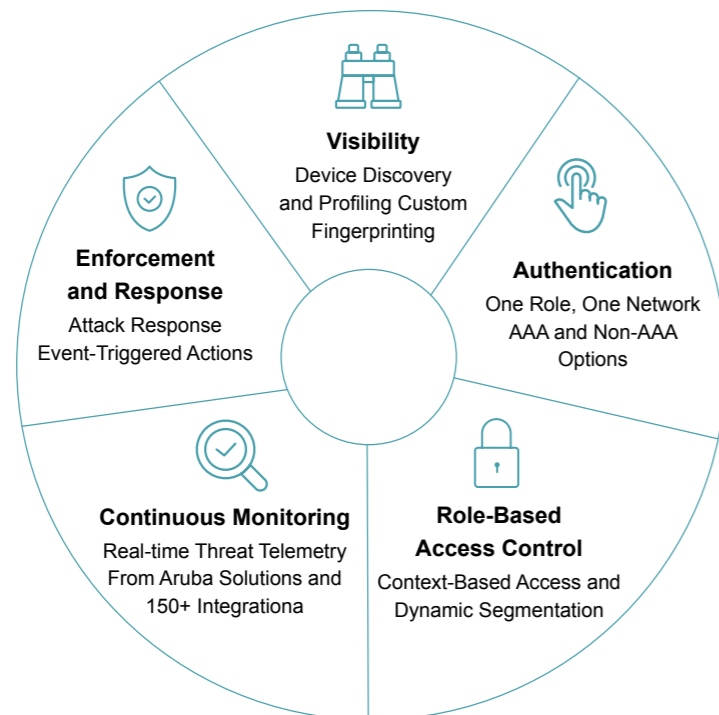 Visibility
Device Discovery
and Profiling Custom
Fingerprinting
Authentication
One Role, One Network
AAA and Non-AAA
Options
Role-Based
Access Control
Context-Based Access and
Dynamic Segmentation
Continuous Monitoring
Real-time Threat Telemetry
From Aruba Solutions and
150+ Integrationa
Enforcement
and Response
Attack Response
Event-Triggered Actions